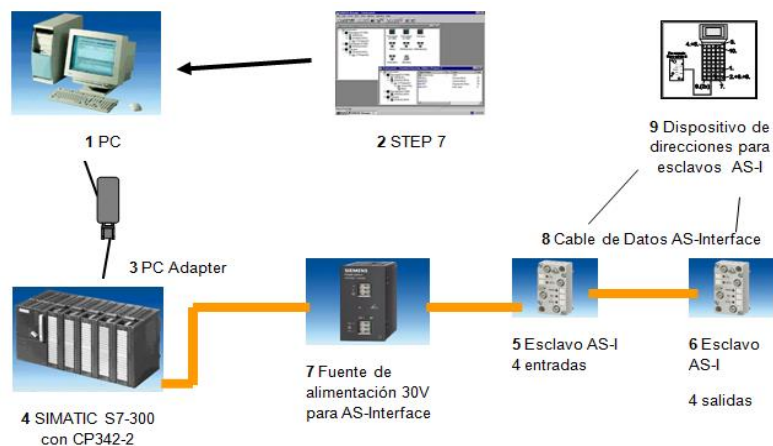 1 PC
2 STEP 7
9 Dispositivo de
direcciones para
esclavos AS-I
3 PC Adapter
8 Cable de Datos AS-Interface
SIEMENS
4 SIMATIC S7-300
con CP342-2
7 Fuente de
alimentación 30V
para AS-Interface
5 Esclavo AS-I
4 entradas
6 Esclavo
AS-I
4 salidas